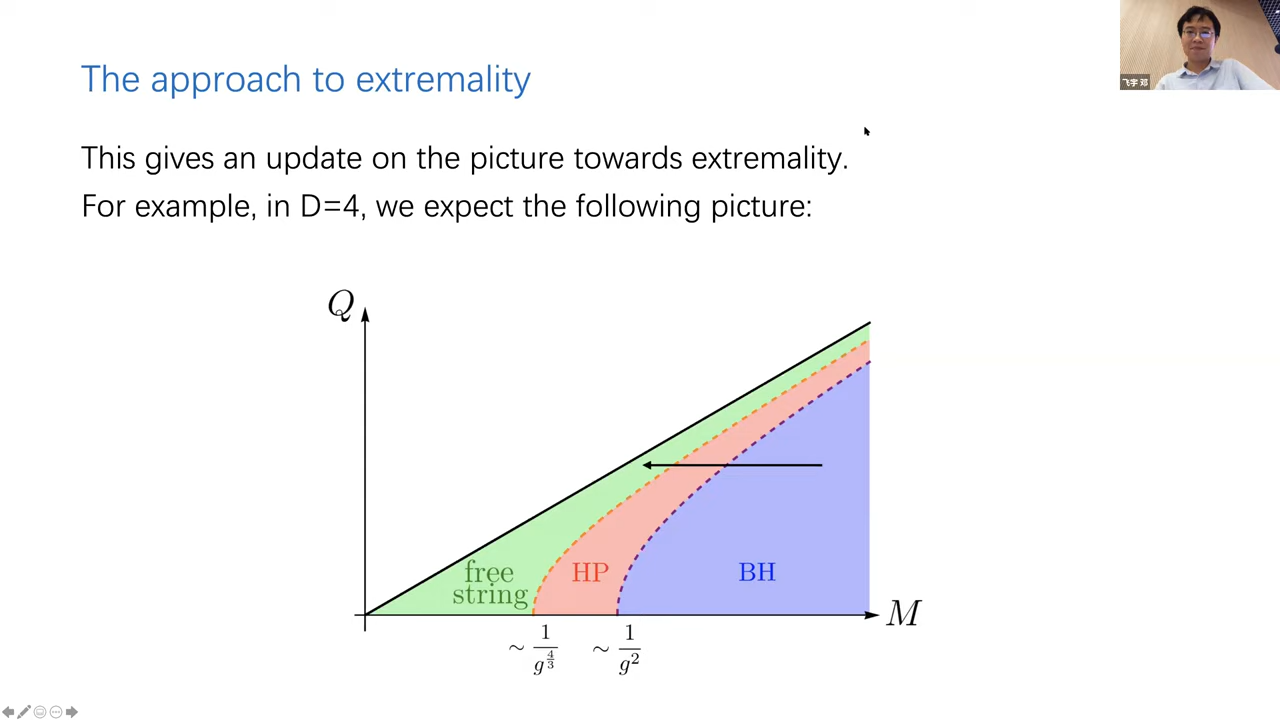 The approach to extremality
飞宇 邓
This gives an update on the picture towards extremality.
For example, in D=4, we expect the following picture:
Q
free
string
HP
BH
M
~ 1/g^{4/3}
~ 1/g^2